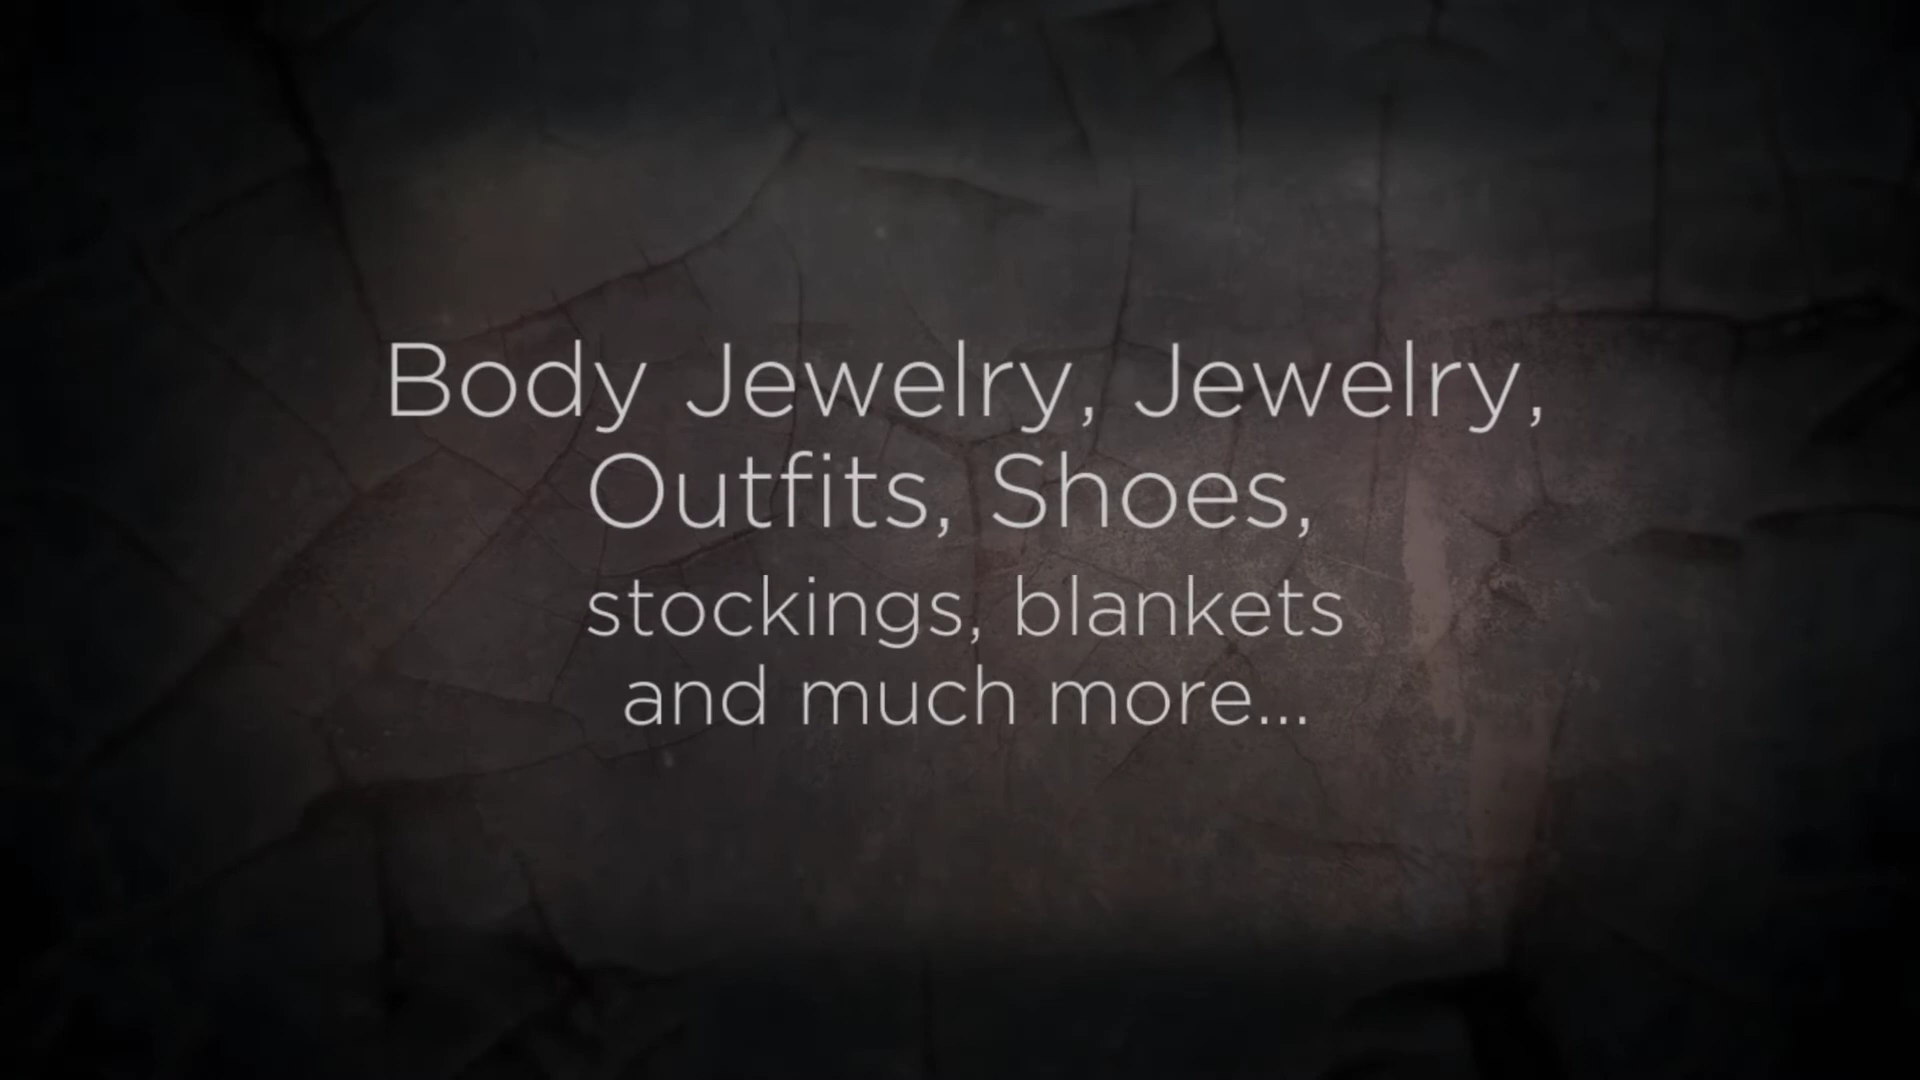 Body Jewelry, Jewelry,
Outfits, Shoes,
stockings, blankets
and much more...